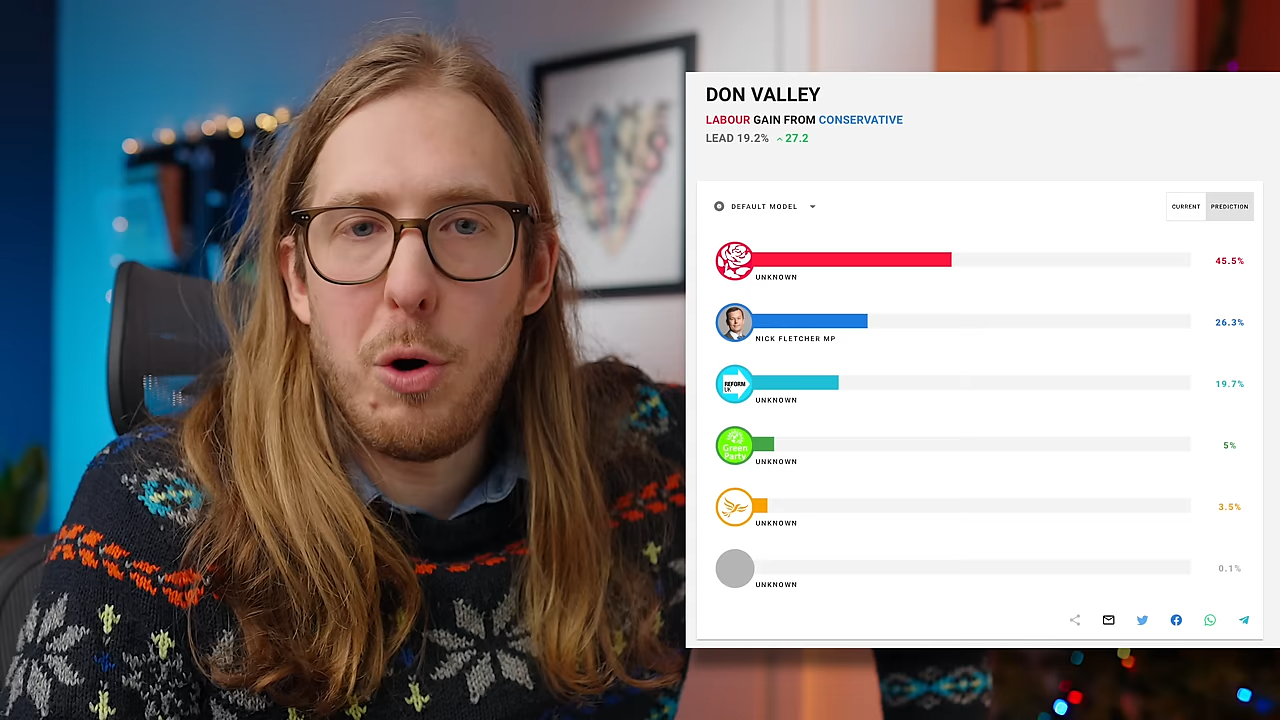 DON VALLEY
LABOUR GAIN FROM CONSERVATIVE
LEAD 19.2% 27.2
DEFAULT MODEL
CURRENT PREDICTION
45.5%
UNKNOWN
26.3%
NICK FLETCHER MP
REFORM
UK
19.7%
UNKNOWN
Green
Party
5%
UNKNOWN
3.5%
UNKNOWN
0.1%
UNKNOWN